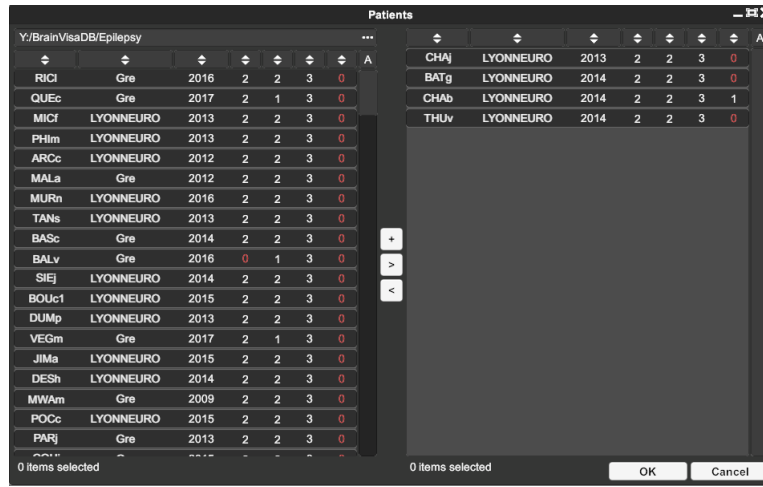 Patients
Y:/BrainVisaDB/Epilepsy ...
A
RICl Gre 2016 2 2 3 0
QUEc Gre 2017 2 1 3 0
MICf LYONNEURO 2013 2 2 3 0
PHIm LYONNEURO 2013 2 2 3 0
ARCc LYONNEURO 2012 2 2 3 0
MALa Gre 2012 2 2 3 0
MURn LYONNEURO 2016 2 2 3 0
TANs LYONNEURO 2013 2 2 3 0
BASc Gre 2014 2 2 3 0
BALv Gre 2016 0 1 3 0
SIEj LYONNEURO 2014 2 2 3 0
BOUc1 LYONNEURO 2015 2 2 3 0
DUMp LYONNEURO 2013 2 2 3 0
VEGm Gre 2017 2 1 3 0
JIMa LYONNEURO 2015 2 2 3 0
DESh LYONNEURO 2014 2 2 3 0
MWAm Gre 2009 2 2 3 0
POCc LYONNEURO 2015 2 2 3 0
PARj Gre 2013 2 2 3 0
0 items selected
+
>
<
A
CHAj LYONNEURO 2013 2 2 3 0
BATg LYONNEURO 2014 2 2 3 0
CHAb LYONNEURO 2014 2 2 3 1
THUv LYONNEURO 2014 2 2 3 0
0 items selected
OK Cancel